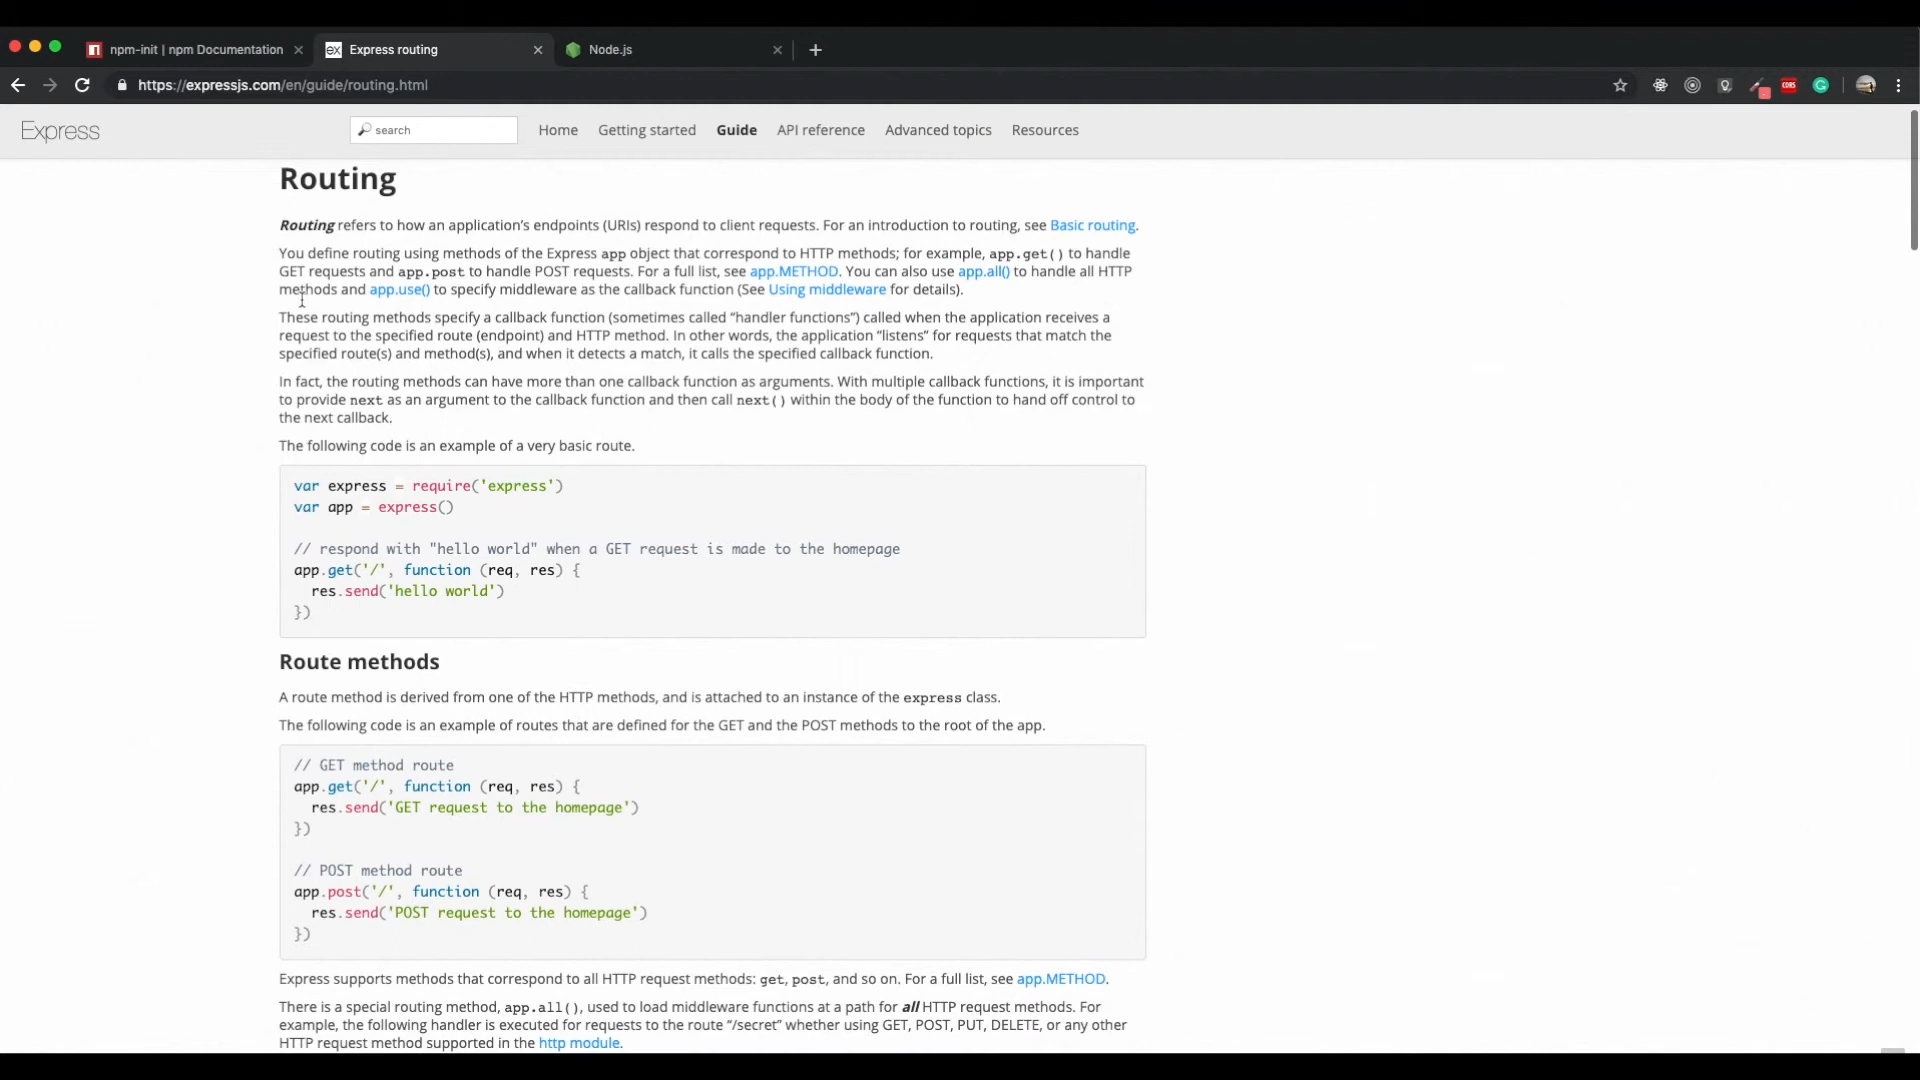 npm-init | npm Documentation
ex Express routing
Node.js
https://expressjs.com/en/guide/routing.html
CORS
Express
search
Home
Getting started
Guide
API reference
Advanced topics
Resources
Routing
Routing refers to how an application’s endpoints (URIs) respond to client requests. For an introduction to routing, see Basic routing.
You define routing using methods of the Express app object that correspond to HTTP methods; for example, app.get() to handle
GET requests and app.post to handle POST requests. For a full list, see app.METHOD. You can also use app.all() to handle all HTTP
methods and app.use() to specify middleware as the callback function (See Using middleware for details).
These routing methods specify a callback function (sometimes called “handler functions”) called when the application receives a
request to the specified route (endpoint) and HTTP method. In other words, the application “listens” for requests that match the
specified route(s) and method(s), and when it detects a match, it calls the specified callback function.
In fact, the routing methods can have more than one callback function as arguments. With multiple callback functions, it is important
to provide next as an argument to the callback function and then call next() within the body of the function to hand off control to
the next callback.
The following code is an example of a very basic route.
var express = require('express')
var app = express()
// respond with "hello world" when a GET request is made to the homepage
app.get('/', function (req, res) {
  res.send('hello world')
})
Route methods
A route method is derived from one of the HTTP methods, and is attached to an instance of the express class.
The following code is an example of routes that are defined for the GET and the POST methods to the root of the app.
// GET method route
app.get('/', function (req, res) {
  res.send('GET request to the homepage')
})
// POST method route
app.post('/', function (req, res) {
  res.send('POST request to the homepage')
})
Express supports methods that correspond to all HTTP request methods: get, post, and so on. For a full list, see app.METHOD.
There is a special routing method, app.all(), used to load middleware functions at a path for all HTTP request methods. For
example, the following handler is executed for requests to the route “/secret” whether using GET, POST, PUT, DELETE, or any other
HTTP request method supported in the http module.